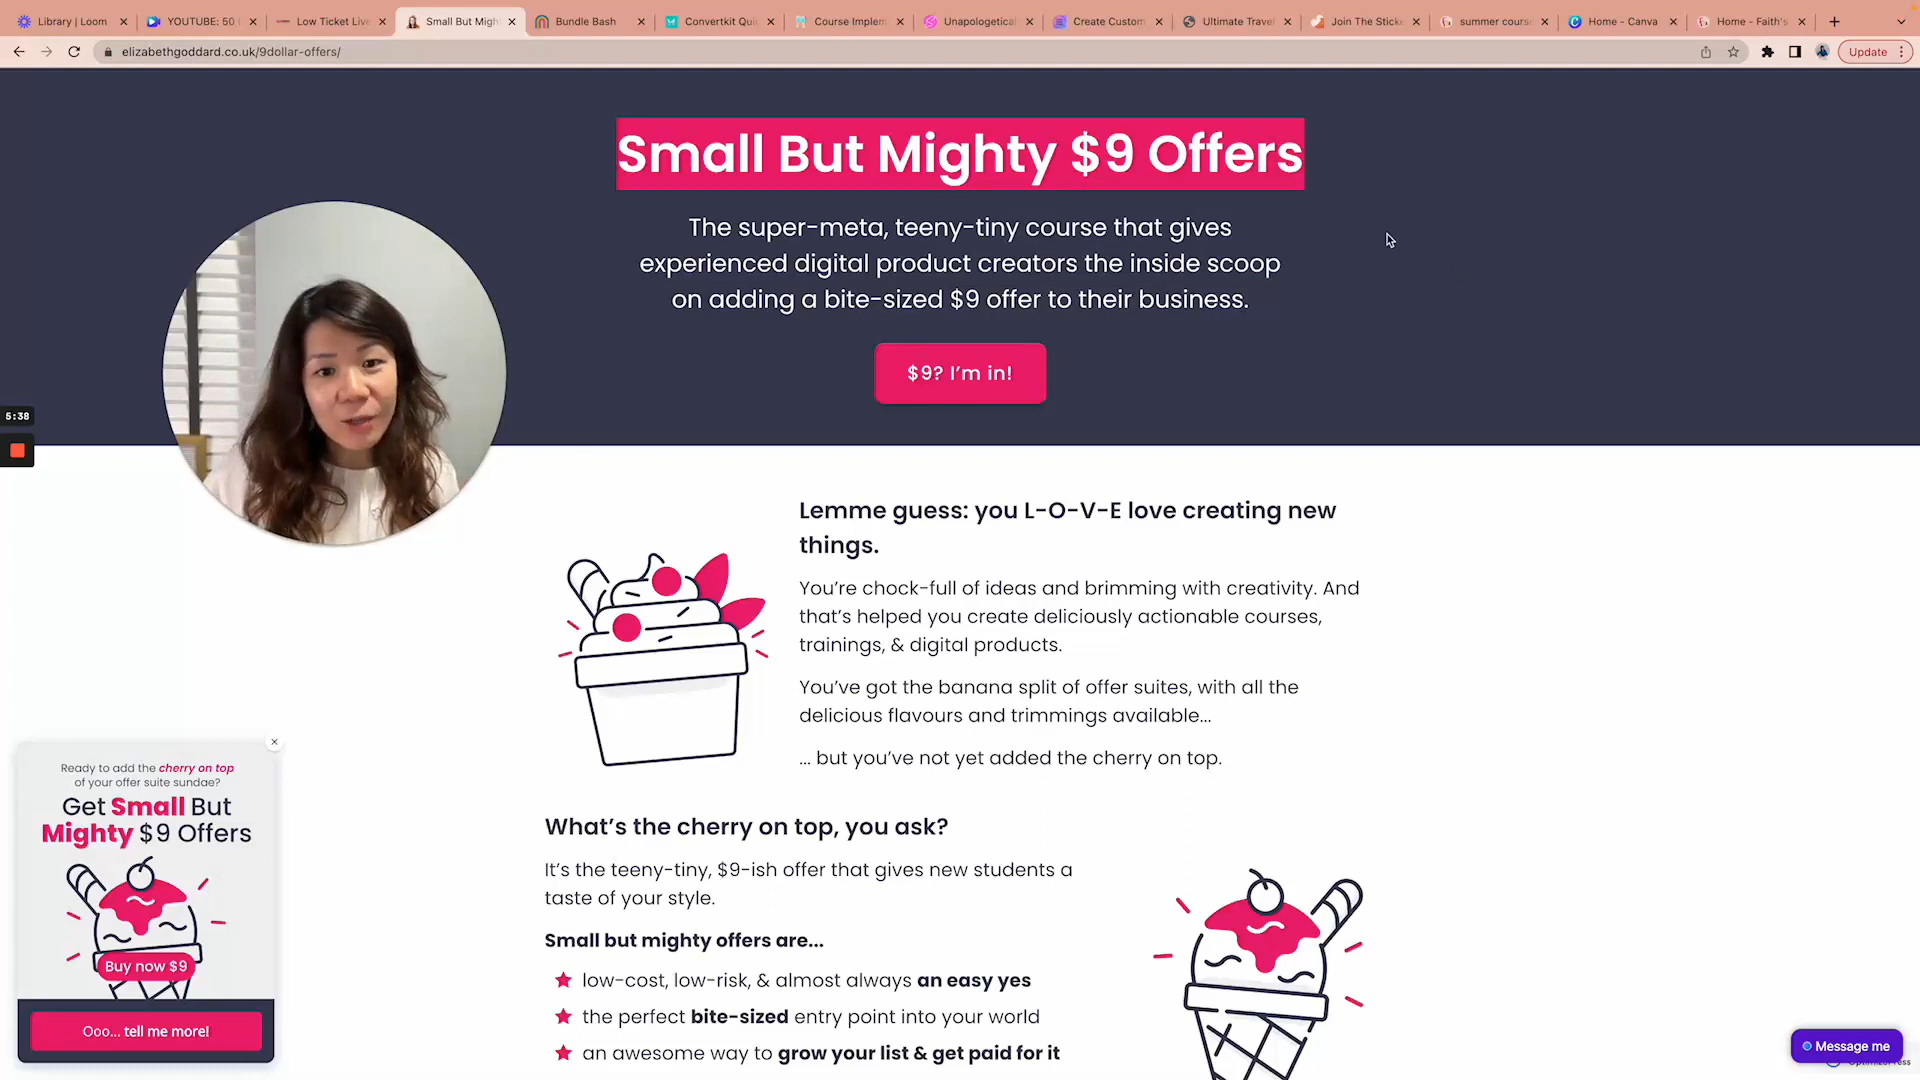 Library | Loom
YOUTUBE: 50
Low Ticket Live
Small But Migh
Bundle Bash
Convertkit Qui
Course Implem
Unapologetical
Create Custom
Ultimate Trave
Join The Sticke
summer cours
Home - Canva
Home - Faith's
elizabethgoddard.co.uk/9dollar-offers/
Update
Small But Mighty $9 Offers
The super-meta, teeny-tiny course that gives
experienced digital product creators the inside scoop
on adding a bite-sized $9 offer to their business.
$9? I'm in!
5:38
Lemme guess: you L-O-V-E love creating new
things.
You're chock-full of ideas and brimming with creativity. And
that's helped you create deliciously actionable courses,
trainings, & digital products.
You've got the banana split of offer suites, with all the
delicious flavours and trimmings available...
... but you've not yet added the cherry on top.
What's the cherry on top, you ask?
It's the teeny-tiny, $9-ish offer that gives new students a
taste of your style.
Small but mighty offers are...
low-cost, low-risk, & almost always an easy yes
the perfect bite-sized entry point into your world
an awesome way to grow your list & get paid for it
Ready to add the cherry on top
of your offer suite sundae?
Get Small But
Mighty $9 Offers
Buy now $9
Ooo... tell me more!
Message me